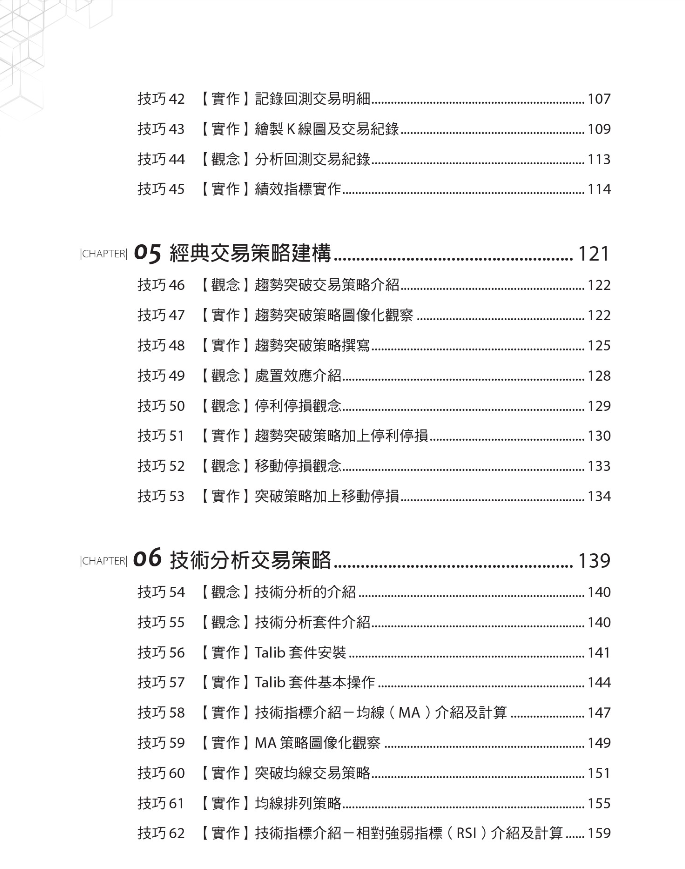 技巧 42 【實作】記錄回測交易明細........................................ 107
技巧 43 【實作】繪製 K 線圖及交易紀錄........................................ 109
技巧 44 【觀念】分析回測交易紀錄........................................ 113
技巧 45 【實作】績效指標實作........................................ 114
|CHAPTER| 05 經典交易策略建構........................................ 121
技巧 46 【觀念】趨勢突破交易策略介紹........................................ 122
技巧 47 【實作】趨勢突破策略圖像化觀察........................................ 122
技巧 48 【實作】趨勢突破策略撰寫........................................ 125
技巧 49 【觀念】處置效應介紹........................................ 128
技巧 50 【觀念】停利停損觀念........................................ 129
技巧 51 【實作】趨勢突破策略加上停利停損........................................ 130
技巧 52 【觀念】移動停損觀念........................................ 133
技巧 53 【實作】突破策略加上移動停損........................................ 134
|CHAPTER| 06 技術分析交易策略........................................ 139
技巧 54 【觀念】技術分析的介紹........................................ 140
技巧 55 【觀念】技術分析套件介紹........................................ 140
技巧 56 【實作】Talib 套件安裝........................................ 141
技巧 57 【實作】Talib 套件基本操作........................................ 144
技巧 58 【實作】技術指標介紹－均線（MA）介紹及計算.................. 147
技巧 59 【實作】MA 策略圖像化觀察........................................ 149
技巧 60 【實作】突破均線交易策略........................................ 151
技巧 61 【實作】均線排列策略........................................ 155
技巧 62 【實作】技術指標介紹－相對強弱指標（RSI）介紹及計算...... 159